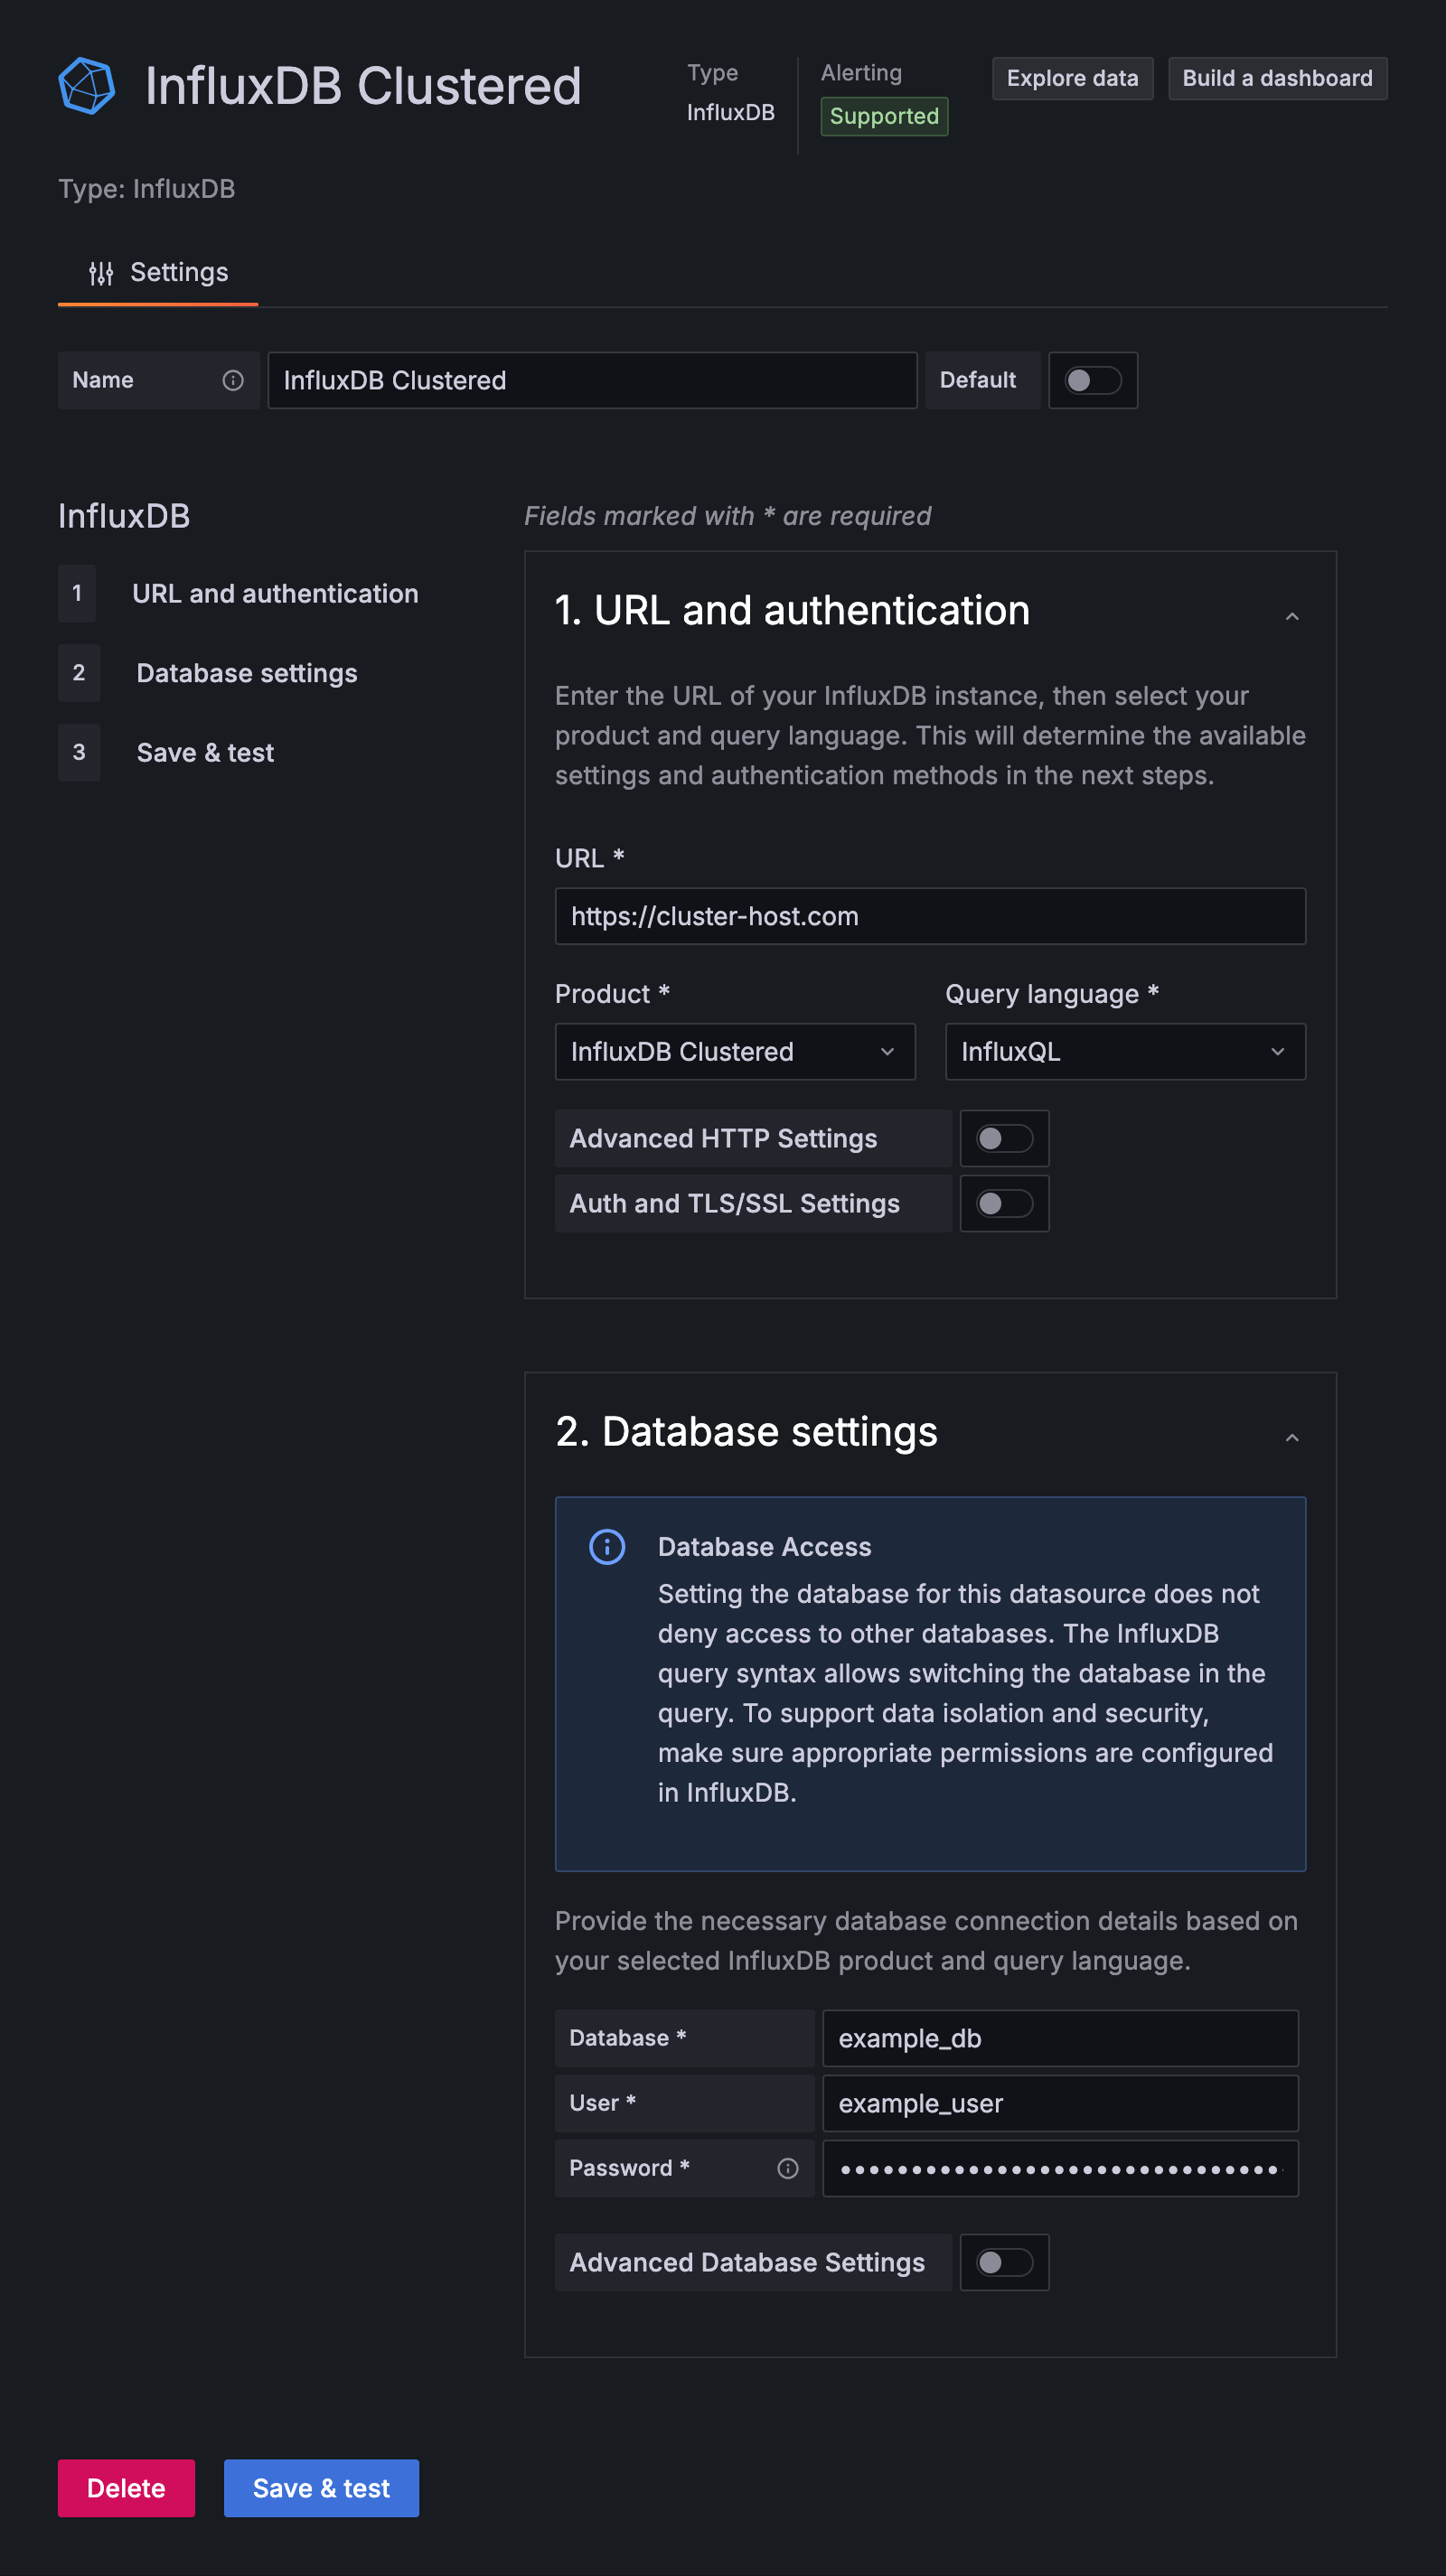 InfluxDB Clustered
Type
InfluxDB
Alerting
Supported
Explore data
Build a dashboard
Type: InfluxDB
Settings
Name
InfluxDB Clustered
Default
InfluxDB
1 URL and authentication
2 Database settings
3 Save & test
Fields marked with * are required
1. URL and authentication
Enter the URL of your InfluxDB instance, then select your
product and query language. This will determine the available
settings and authentication methods in the next steps.
URL *
https://cluster-host.com
Product *
InfluxDB Clustered
Query language *
InfluxQL
Advanced HTTP Settings
Auth and TLS/SSL Settings
2. Database settings
Database Access
Setting the database for this datasource does not
deny access to other databases. The InfluxDB
query syntax allows switching the database in the
query. To support data isolation and security,
make sure appropriate permissions are configured
in InfluxDB.
Provide the necessary database connection details based on
your selected InfluxDB product and query language.
Database *
example_db
User *
example_user
Password *
Advanced Database Settings
Delete
Save & test